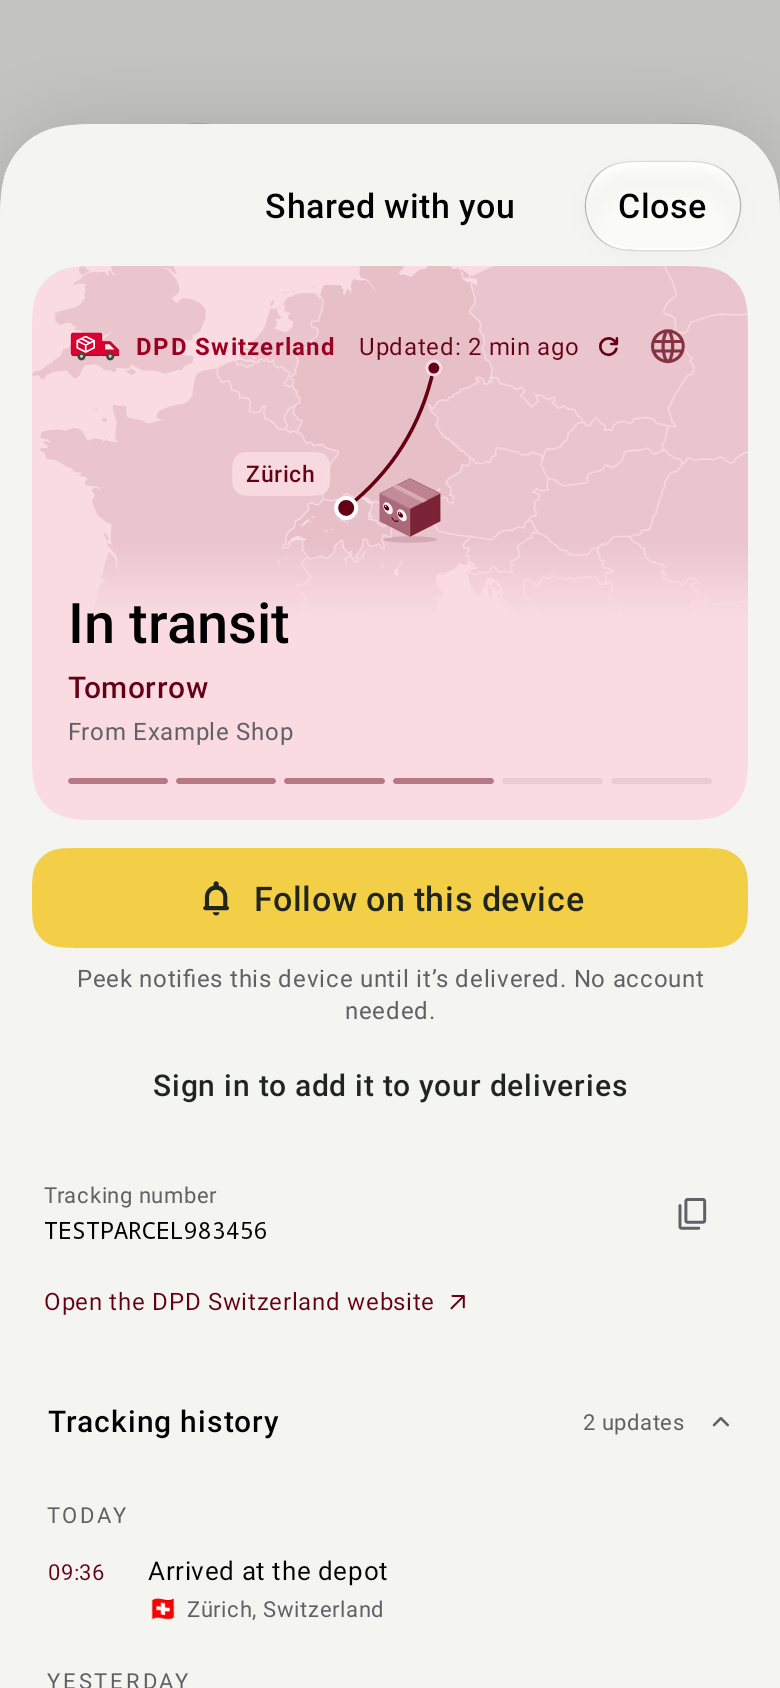 Shared with you
Close
DPD Switzerland
Updated: 2 min ago
Zürich
In transit
Tomorrow
From Example Shop
Follow on this device
Peek notifies this device until it’s delivered. No account
needed.
Sign in to add it to your deliveries
Tracking number
TESTPARCEL983456
Open the DPD Switzerland website
Tracking history
2 updates
TODAY
09:36
Arrived at the depot
Zürich, Switzerland
YESTERDAY